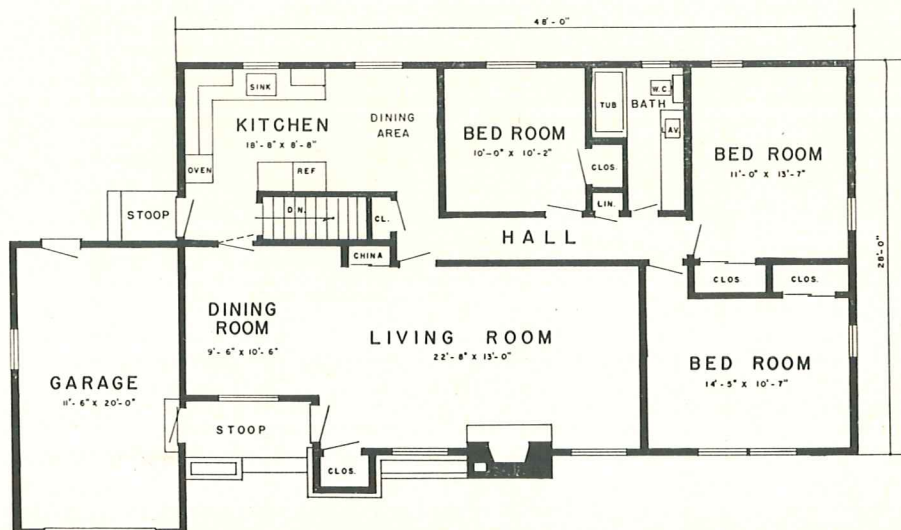 48'-0"
SINK
KITCHEN
18'-8" x 8'-8"
DINING
AREA
OVEN
REF
BED ROOM
10'-0" x 10'-2"
TUB
BATH
W.C.
LAV.
CLOS.
LIN.
BED ROOM
11'-0" x 13'-7"
28'-0"
STOOP
DN.
CL.
CHINA
HALL
CLOS.
CLOS.
DINING
ROOM
9'-6" x 10'-6"
LIVING ROOM
22'-8" x 13'-0"
BED ROOM
14'-5" x 10'-7"
GARAGE
11'-6" x 20'-0"
STOOP
CLOS.